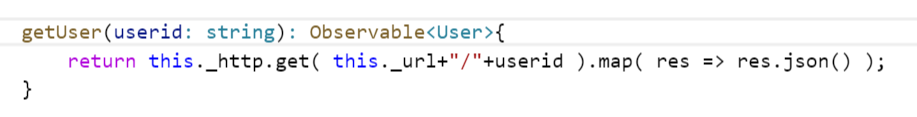 getUser(userid: string): Observable<User>{
    return this._http.get( this._url+"/"+userid ).map( res => res.json() );
}